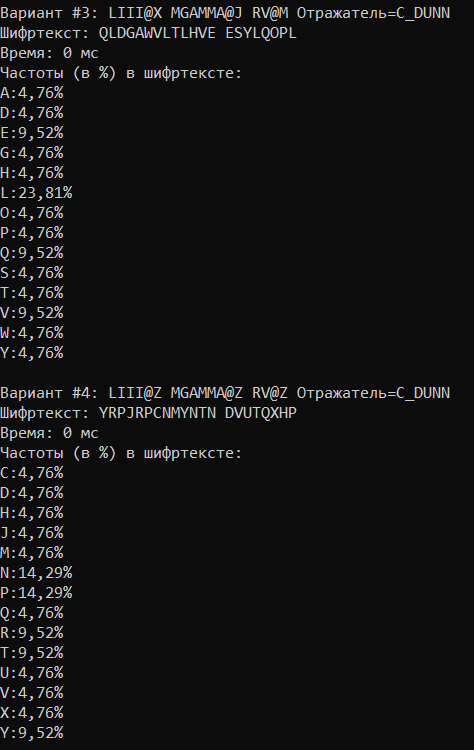 Вариант #3: LIII@X MGAMMA@J RV@M Отражатель=C_DUNN
Шифртекст: QLDGAWVLTLHVE ESYLQOPL
Время: 0 мс
Частоты (в %) в шифртексте:
A:4,76%
D:4,76%
E:9,52%
G:4,76%
H:4,76%
L:23,81%
O:4,76%
P:4,76%
Q:9,52%
S:4,76%
T:4,76%
V:9,52%
W:4,76%
Y:4,76%
Вариант #4: LIII@Z MGAMMA@Z RV@Z Отражатель=C_DUNN
Шифртекст: YRPJRPCNMYNTN DVUTQXHP
Время: 0 мс
Частоты (в %) в шифртексте:
C:4,76%
D:4,76%
H:4,76%
J:4,76%
M:4,76%
N:14,29%
P:14,29%
Q:4,76%
R:9,52%
T:9,52%
U:4,76%
V:4,76%
X:4,76%
Y:9,52%